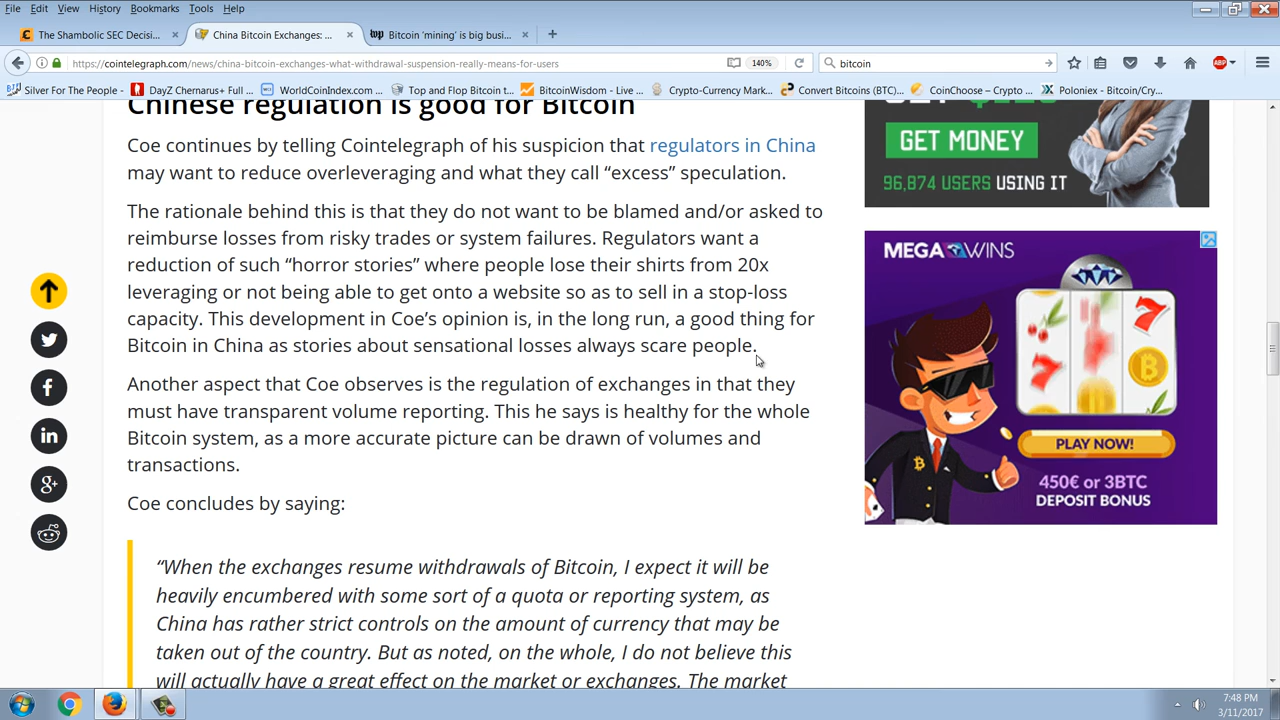 File Edit View History Bookmarks Tools Help
The Shambolic SEC Decisi... × China Bitcoin Exchanges: ... × wp Bitcoin 'mining' is big busi... × +
https://cointelegraph.com/news/china-bitcoin-exchanges-what-withdrawal-suspension-really-means-for-users 140% bitcoin ABP
Silver For The People - DayZ Chernarus+ Full ... WorldCoinIndex.com ... Top and Flop Bitcoin t... BitcoinWisdom - Live ... Crypto-Currency Mark... Convert Bitcoins (BTC)... CoinChoose – Crypto ... Poloniex - Bitcoin/Cry...
Chinese regulation is good for Bitcoin
Coe continues by telling Cointelegraph of his suspicion that regulators in China
may want to reduce overleveraging and what they call “excess” speculation.
The rationale behind this is that they do not want to be blamed and/or asked to
reimburse losses from risky trades or system failures. Regulators want a
reduction of such “horror stories” where people lose their shirts from 20x
leveraging or not being able to get onto a website so as to sell in a stop-loss
capacity. This development in Coe’s opinion is, in the long run, a good thing for
Bitcoin in China as stories about sensational losses always scare people.
Another aspect that Coe observes is the regulation of exchanges in that they
must have transparent volume reporting. This he says is healthy for the whole
Bitcoin system, as a more accurate picture can be drawn of volumes and
transactions.
Coe concludes by saying:
“When the exchanges resume withdrawals of Bitcoin, I expect it will be
heavily encumbered with some sort of a quota or reporting system, as
China has rather strict controls on the amount of currency that may be
taken out of the country. But as noted, on the whole, I do not believe this
will actually have a great effect on the market or exchanges. The market
GET MONEY
96,874 USERS USING IT
MEGAWINS
PLAY NOW!
450€ or 3BTC
DEPOSIT BONUS
7:48 PM
3/11/2017